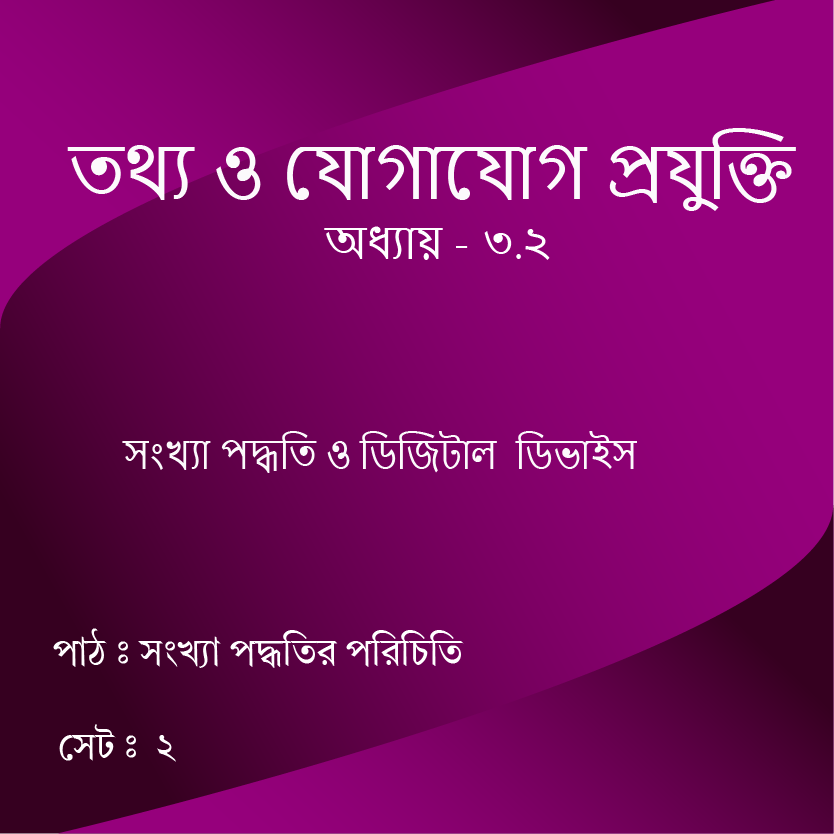 তথ্য ও যোগাযোগ প্রযুক্তি
অধ্যায় - ৩.২
সংখ্যা পদ্ধতি ও ডিজিটাল ডিভাইস
পাঠ ঃ সংখ্যা পদ্ধতির পরিচিতি
সেট ঃ ২